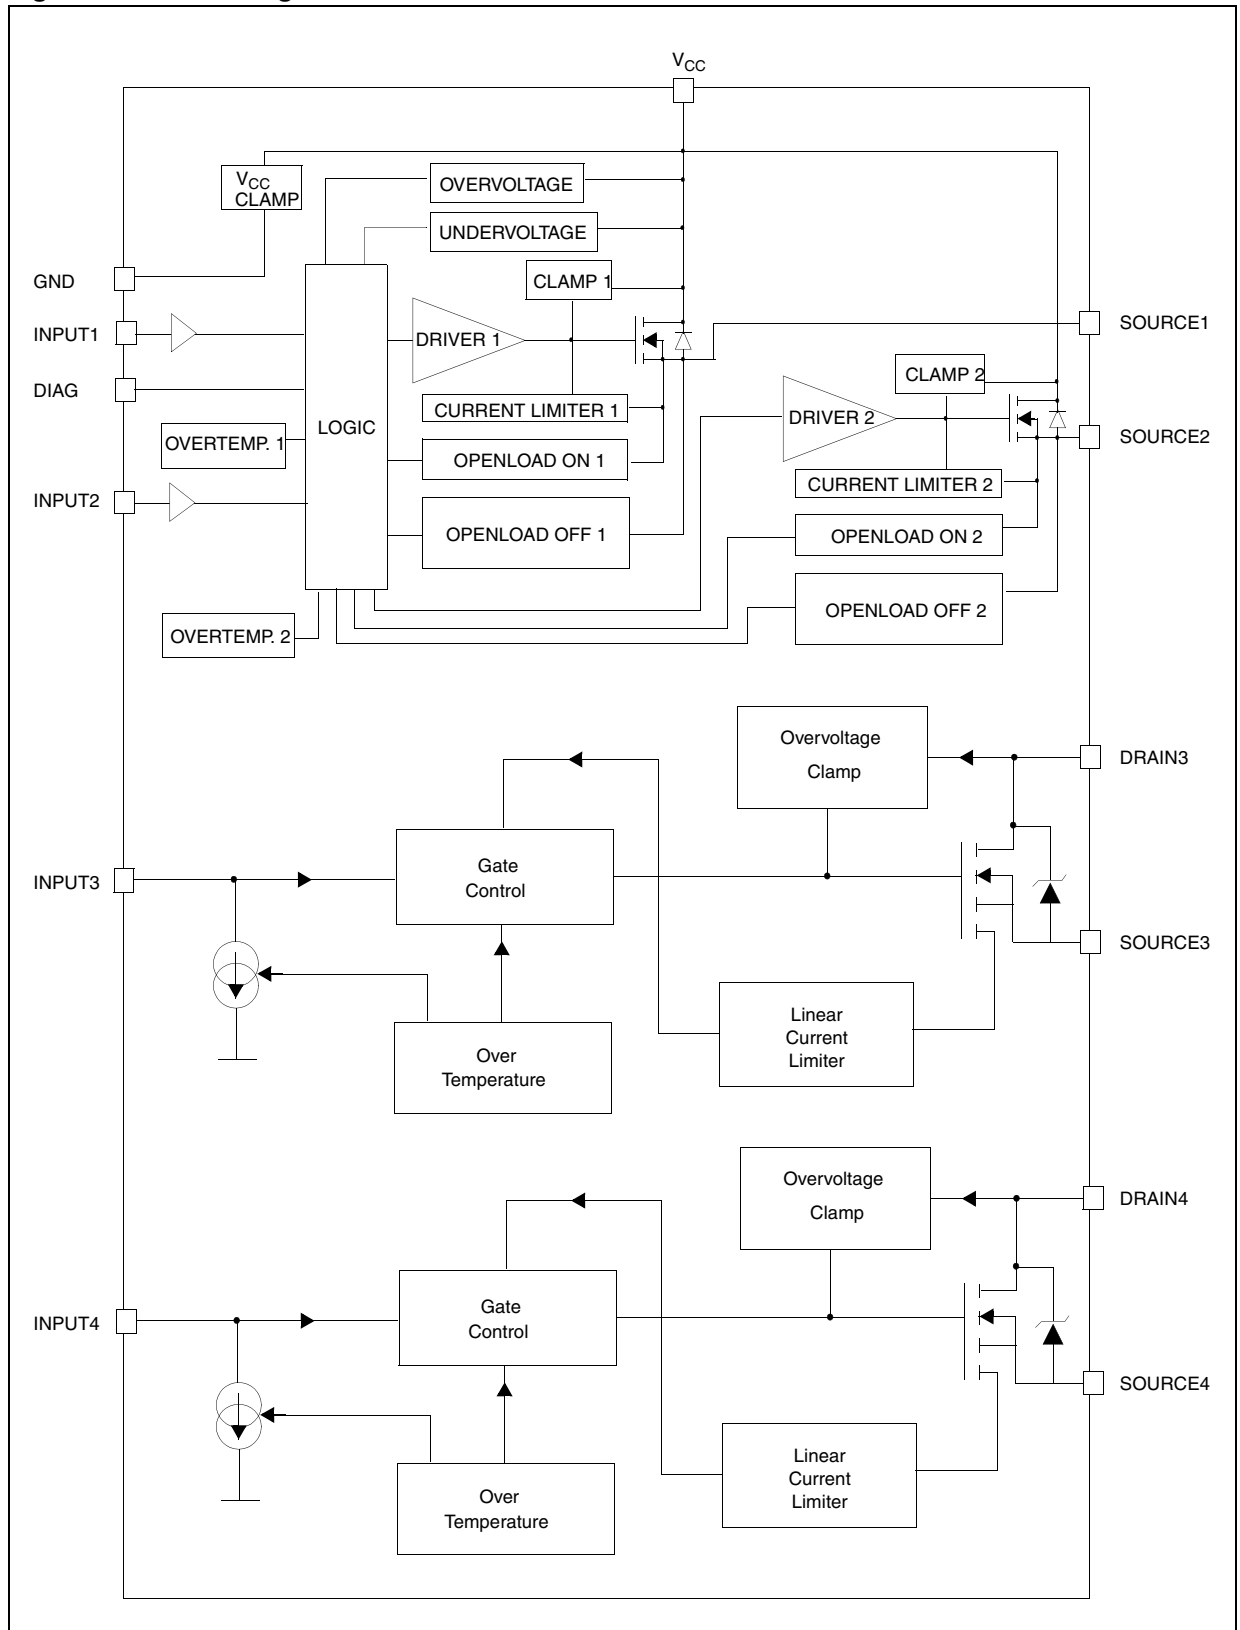 V_CC
V_CC
CLAMP
OVERVOLTAGE
UNDERVOLTAGE
GND
CLAMP 1
INPUT1
DRIVER 1
SOURCE1
DIAG
CLAMP 2
CURRENT LIMITER 1
LOGIC
DRIVER 2
OVERTEMP. 1
SOURCE2
OPENLOAD ON 1
CURRENT LIMITER 2
INPUT2
OPENLOAD OFF 1
OPENLOAD ON 2
OPENLOAD OFF 2
OVERTEMP. 2
Overvoltage
Clamp
DRAIN3
Gate
Control
INPUT3
SOURCE3
Linear
Current
Limiter
Over
Temperature
Overvoltage
Clamp
DRAIN4
Gate
Control
INPUT4
SOURCE4
Linear
Current
Limiter
Over
Temperature